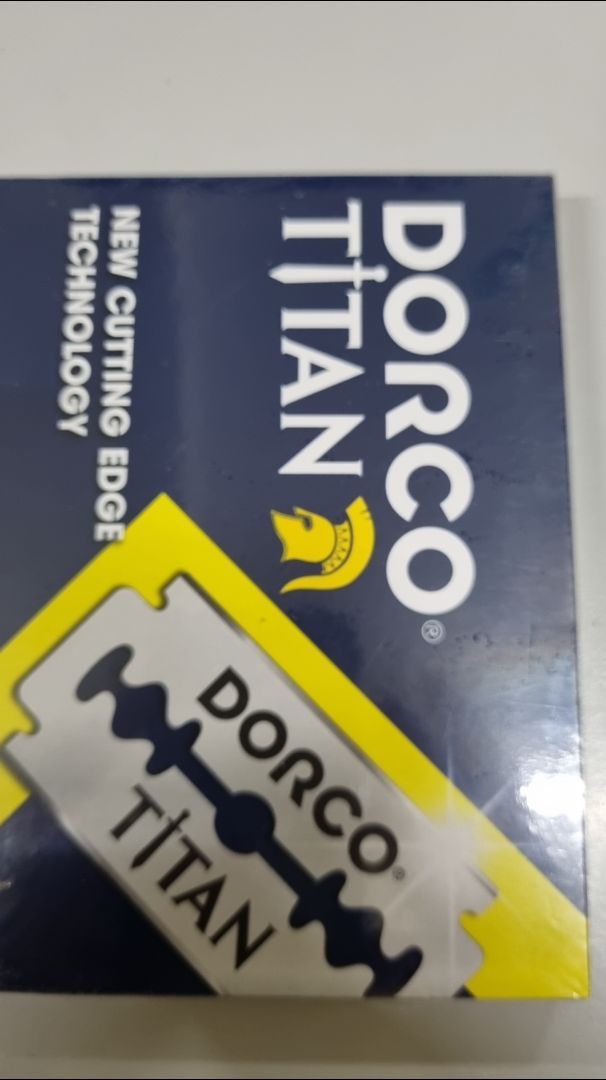 DORCO®
TITAN
NEW CUTTING EDGE
TECHNOLOGY
DORCO®
TITAN